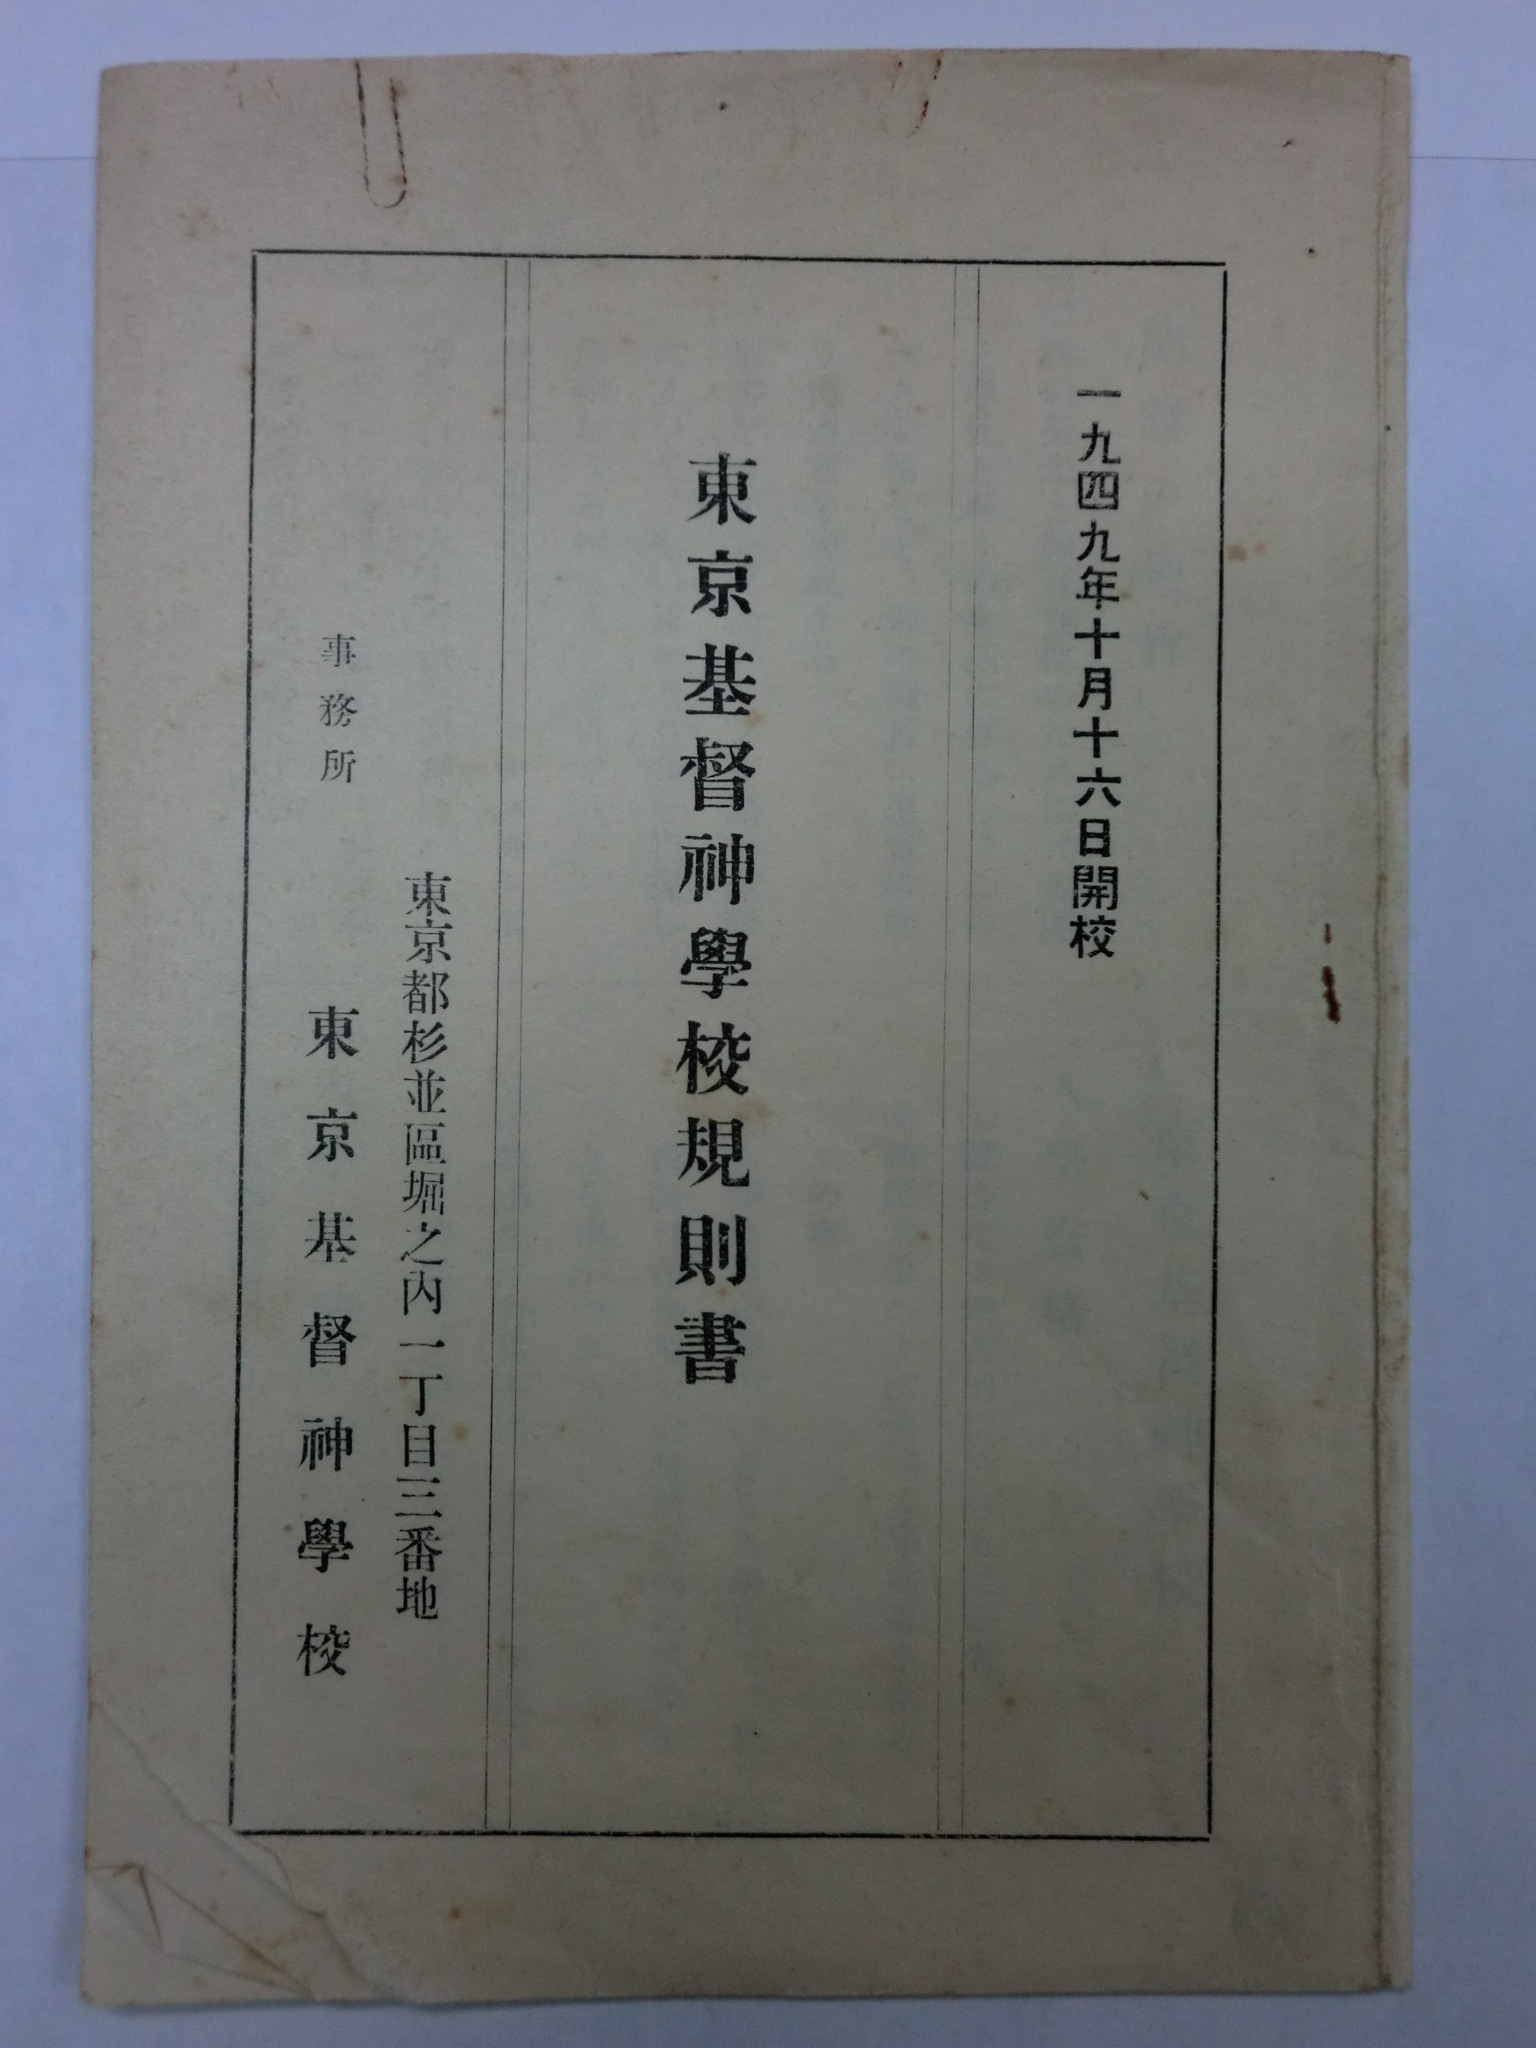 一九四九年十月十六日開校
東京基督神學校規則書
東京都杉並區堀之內一丁目三番地
事務所
東京基督神學校